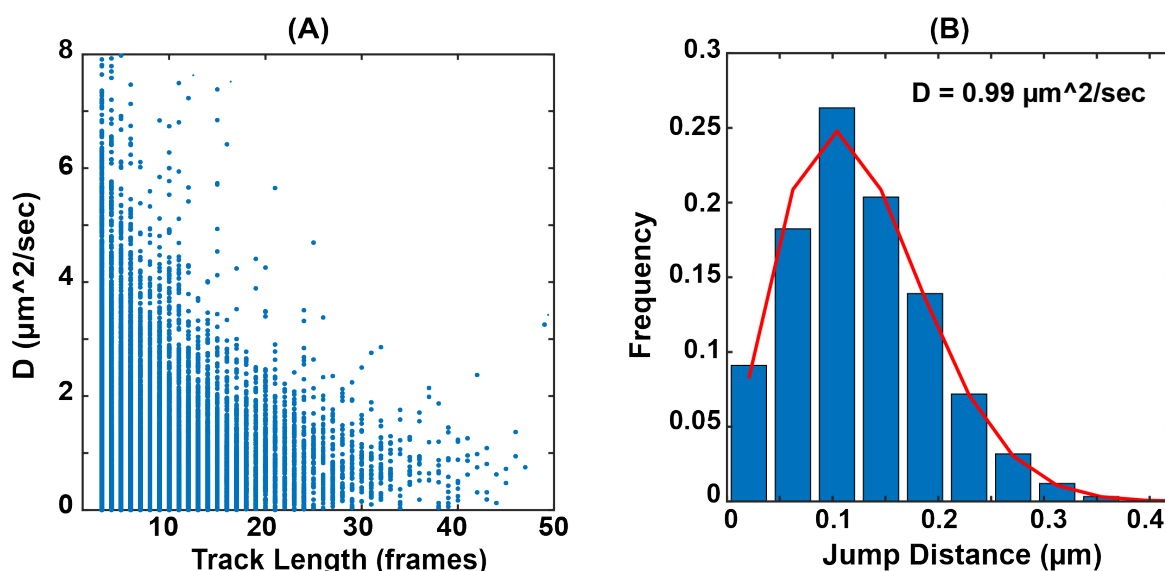 (A)
8
6
4
2
0
D (µm^2/sec)
10 20 30 40 50
Track Length (frames)
(B)
0.3
0.25
0.2
0.15
0.1
0.05
0
Frequency
D = 0.99 µm^2/sec
0 0.1 0.2 0.3 0.4
Jump Distance (µm)